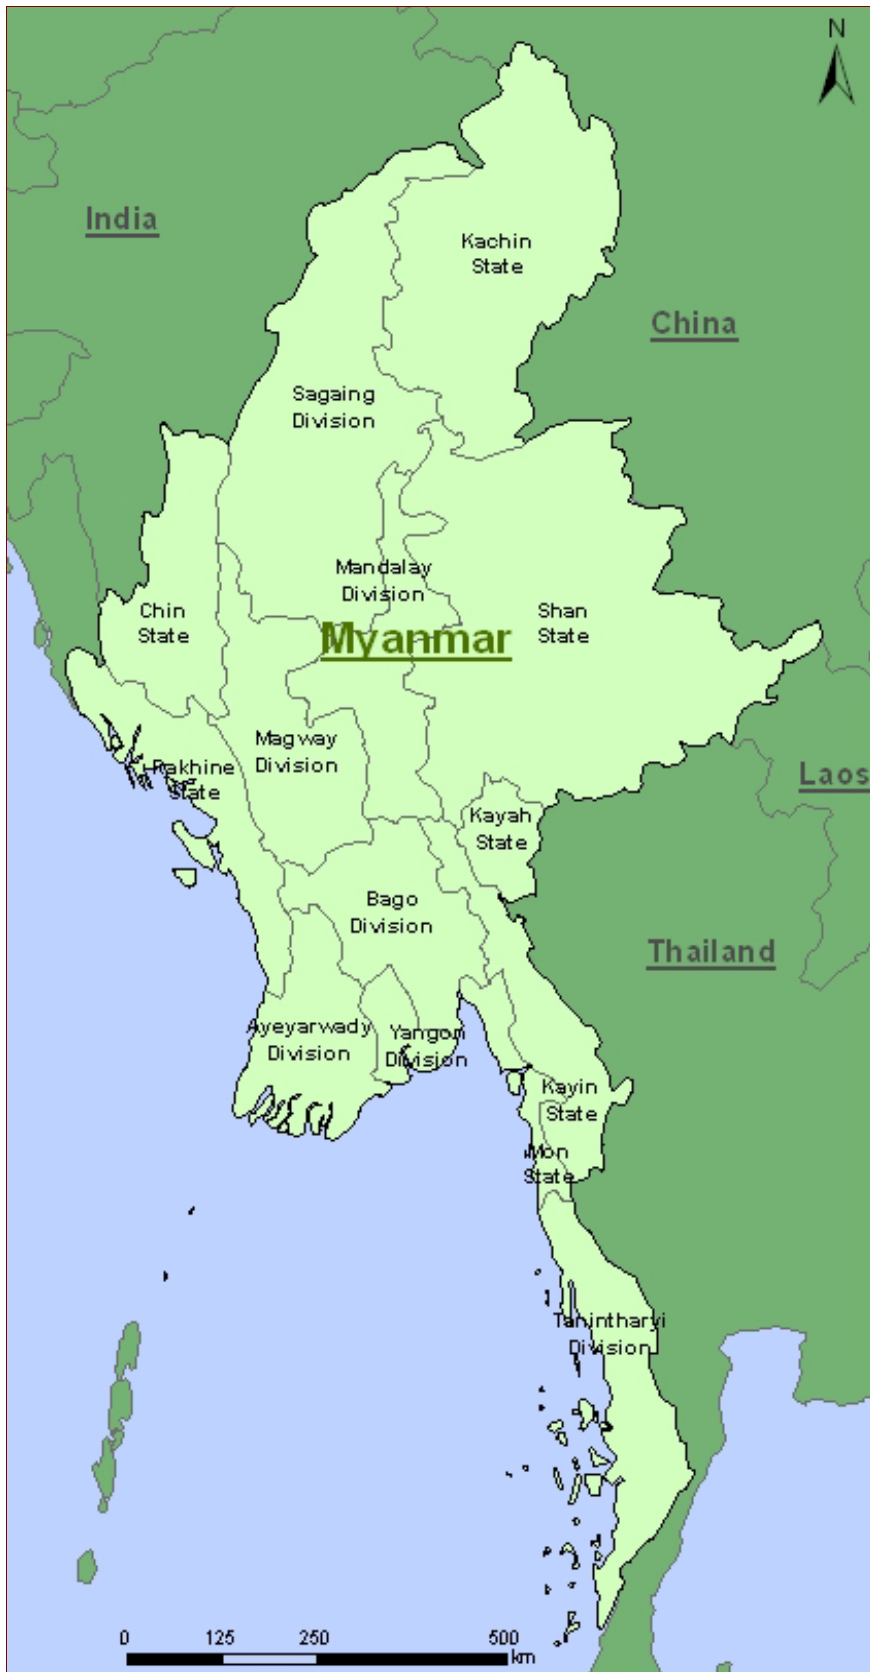 N
India
Kachin
State
China
Sagaing
Division
Mandalay
Division
Chin
State
Shan
State
Myanmar
Magway
Division
Rakhine
State
Laos
Kayah
State
Bago
Division
Thailand
Ayeyarwady
Division
Yangon
Division
Kayin
State
Mon
State
Tanintharyi
Division
0 125 250 500
km